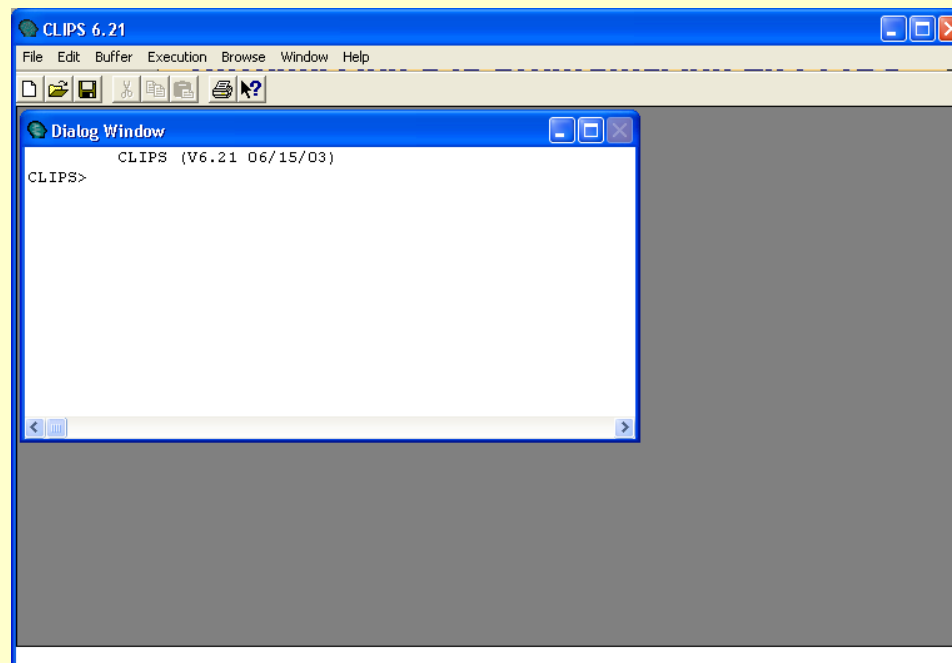 CLIPS 6.21
File Edit Buffer Execution Browse Window Help
Dialog Window
CLIPS (V6.21 06/15/03)
CLIPS>